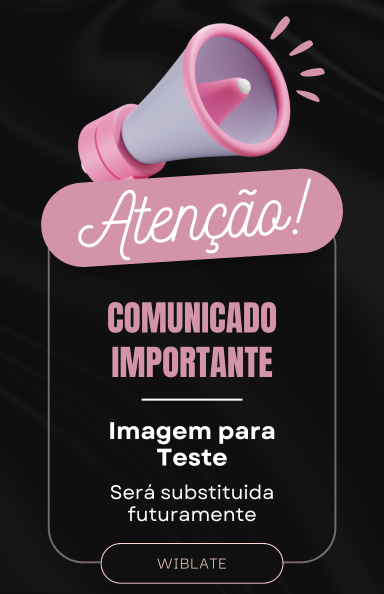 Atenção!
COMUNICADO
IMPORTANTE
Imagem para
Teste
Será substituida
futuramente
WIBLATE